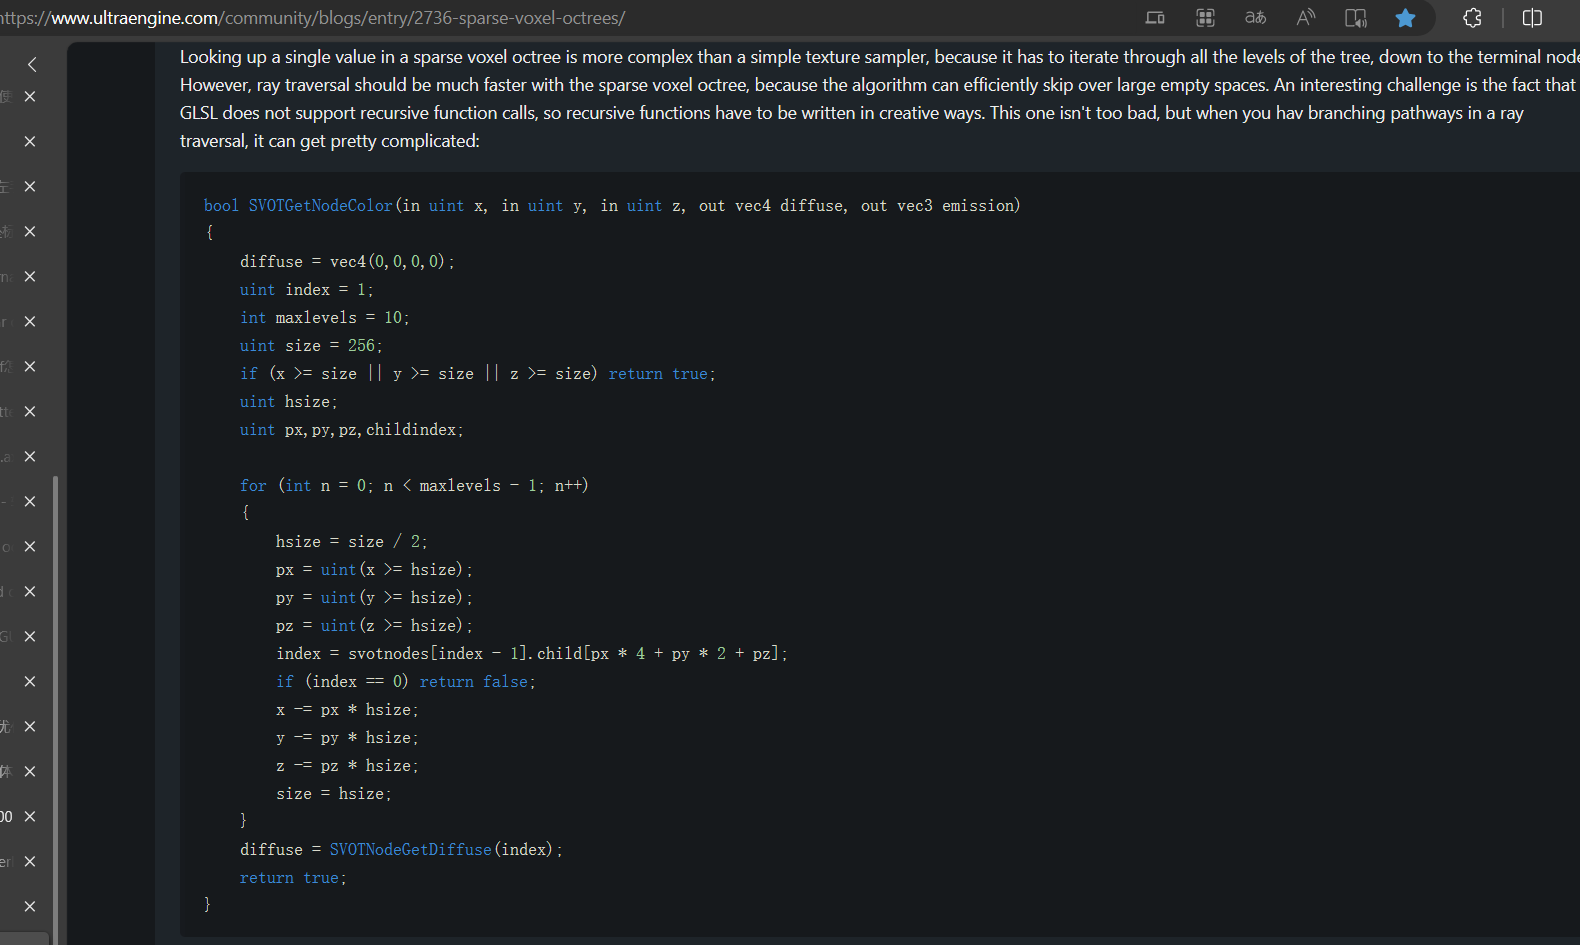 https://www.ultraengine.com/community/blogs/entry/2736-sparse-voxel-octrees/
Looking up a single value in a sparse voxel octree is more complex than a simple texture sampler, because it has to iterate through all the levels of the tree, down to the terminal node
However, ray traversal should be much faster with the sparse voxel octree, because the algorithm can efficiently skip over large empty spaces. An interesting challenge is the fact that
GLSL does not support recursive function calls, so recursive functions have to be written in creative ways. This one isn't too bad, but when you hav branching pathways in a ray
traversal, it can get pretty complicated:
bool SVOTGetNodeColor(in uint x, in uint y, in uint z, out vec4 diffuse, out vec3 emission)
{
diffuse = vec4(0,0,0,0);
uint index = 1;
int maxlevels = 10;
uint size = 256;
if (x >= size || y >= size || z >= size) return true;
uint hsize;
uint px,py,pz,childindex;
for (int n = 0; n < maxlevels - 1; n++)
{
hsize = size / 2;
px = uint(x >= hsize);
py = uint(y >= hsize);
pz = uint(z >= hsize);
index = svotnodes[index - 1].child[px * 4 + py * 2 + pz];
if (index == 0) return false;
x -= px * hsize;
y -= py * hsize;
z -= pz * hsize;
size = hsize;
}
diffuse = SVOTNodeGetDiffuse(index);
return true;
}